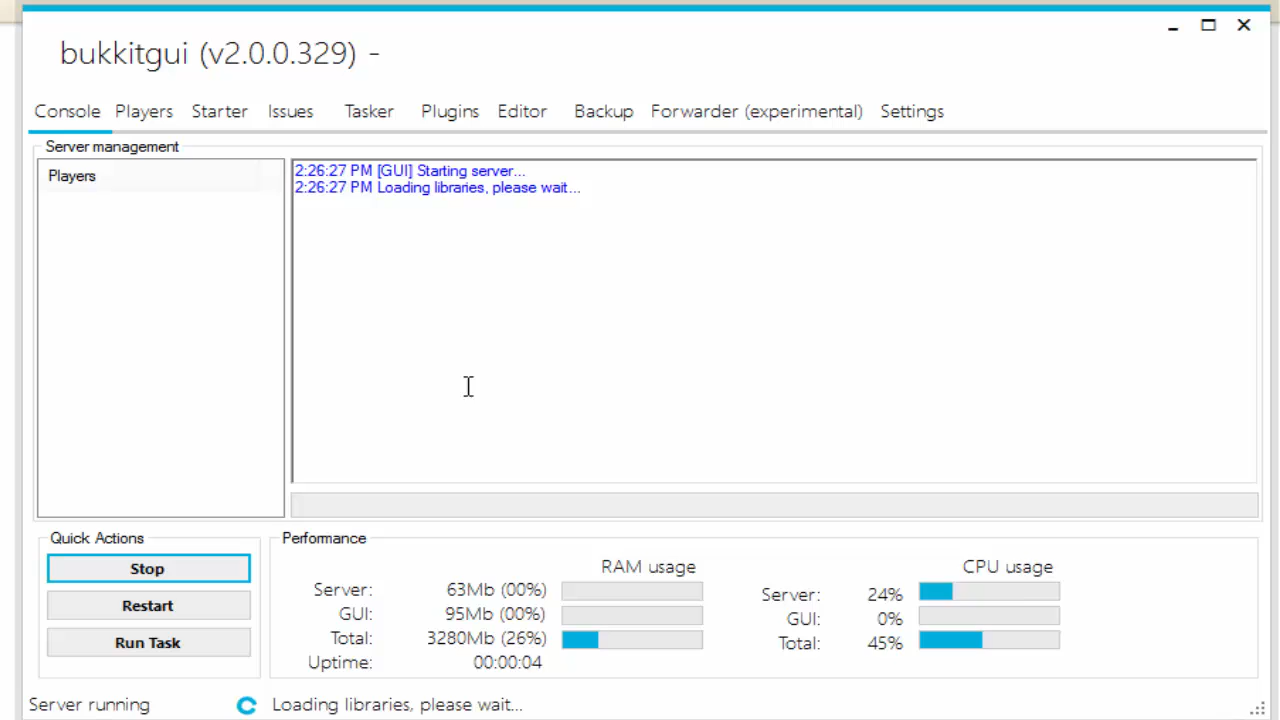 bukkitgui (v2.0.0.329) -
Console Players Starter Issues Tasker Plugins Editor Backup Forwarder (experimental) Settings
Server management
Players
2:26:27 PM [GUI] Starting server...
2:26:27 PM Loading libraries, please wait...
Quick Actions
Stop
Restart
Run Task
Performance
RAM usage
CPU usage
Server: 63Mb (00%)
GUI: 95Mb (00%)
Total: 3280Mb (26%)
Uptime: 00:00:04
Server: 24%
GUI: 0%
Total: 45%
Server running
Loading libraries, please wait...